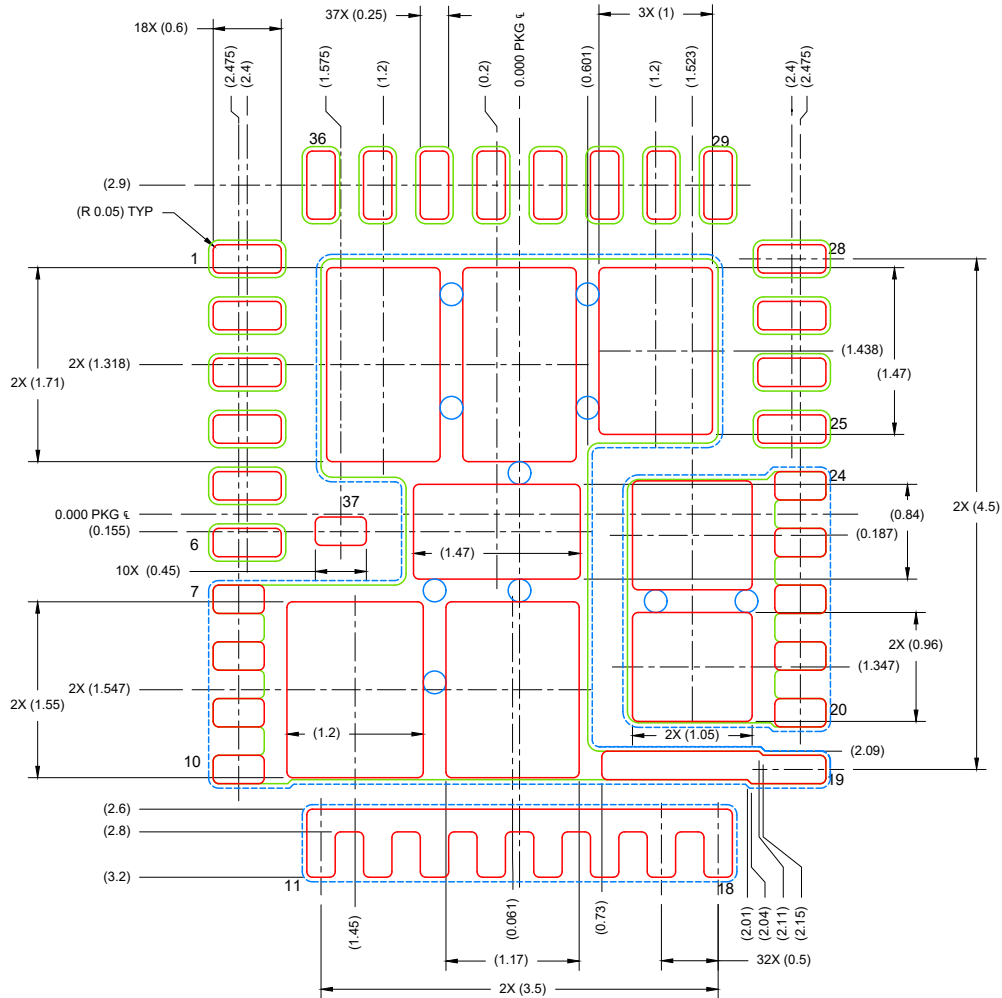 18X (0.6)
37X (0.25)
3X (1)
(2.475)
(2.4)
(1.575)
(1.2)
(0.2)
0.000 PKG ℄
(0.601)
(1.2)
(1.523)
(2.4)
(2.475)
36
29
(2.9)
(R 0.05) TYP
1
28
2X (1.318)
2X (1.71)
(1.438)
(1.47)
25
24
37
0.000 PKG ℄
(0.155)
6
(0.84)
(0.187)
2X (4.5)
(1.47)
10X (0.45)
7
2X (0.96)
(1.347)
2X (1.547)
2X (1.55)
(1.2)
20
2X (1.05)
(2.09)
10
19
(2.6)
(2.8)
(3.2)
11
18
(1.45)
(0.061)
(0.73)
(2.01)
(2.04)
(2.11)
(2.15)
(1.17)
32X (0.5)
2X (3.5)